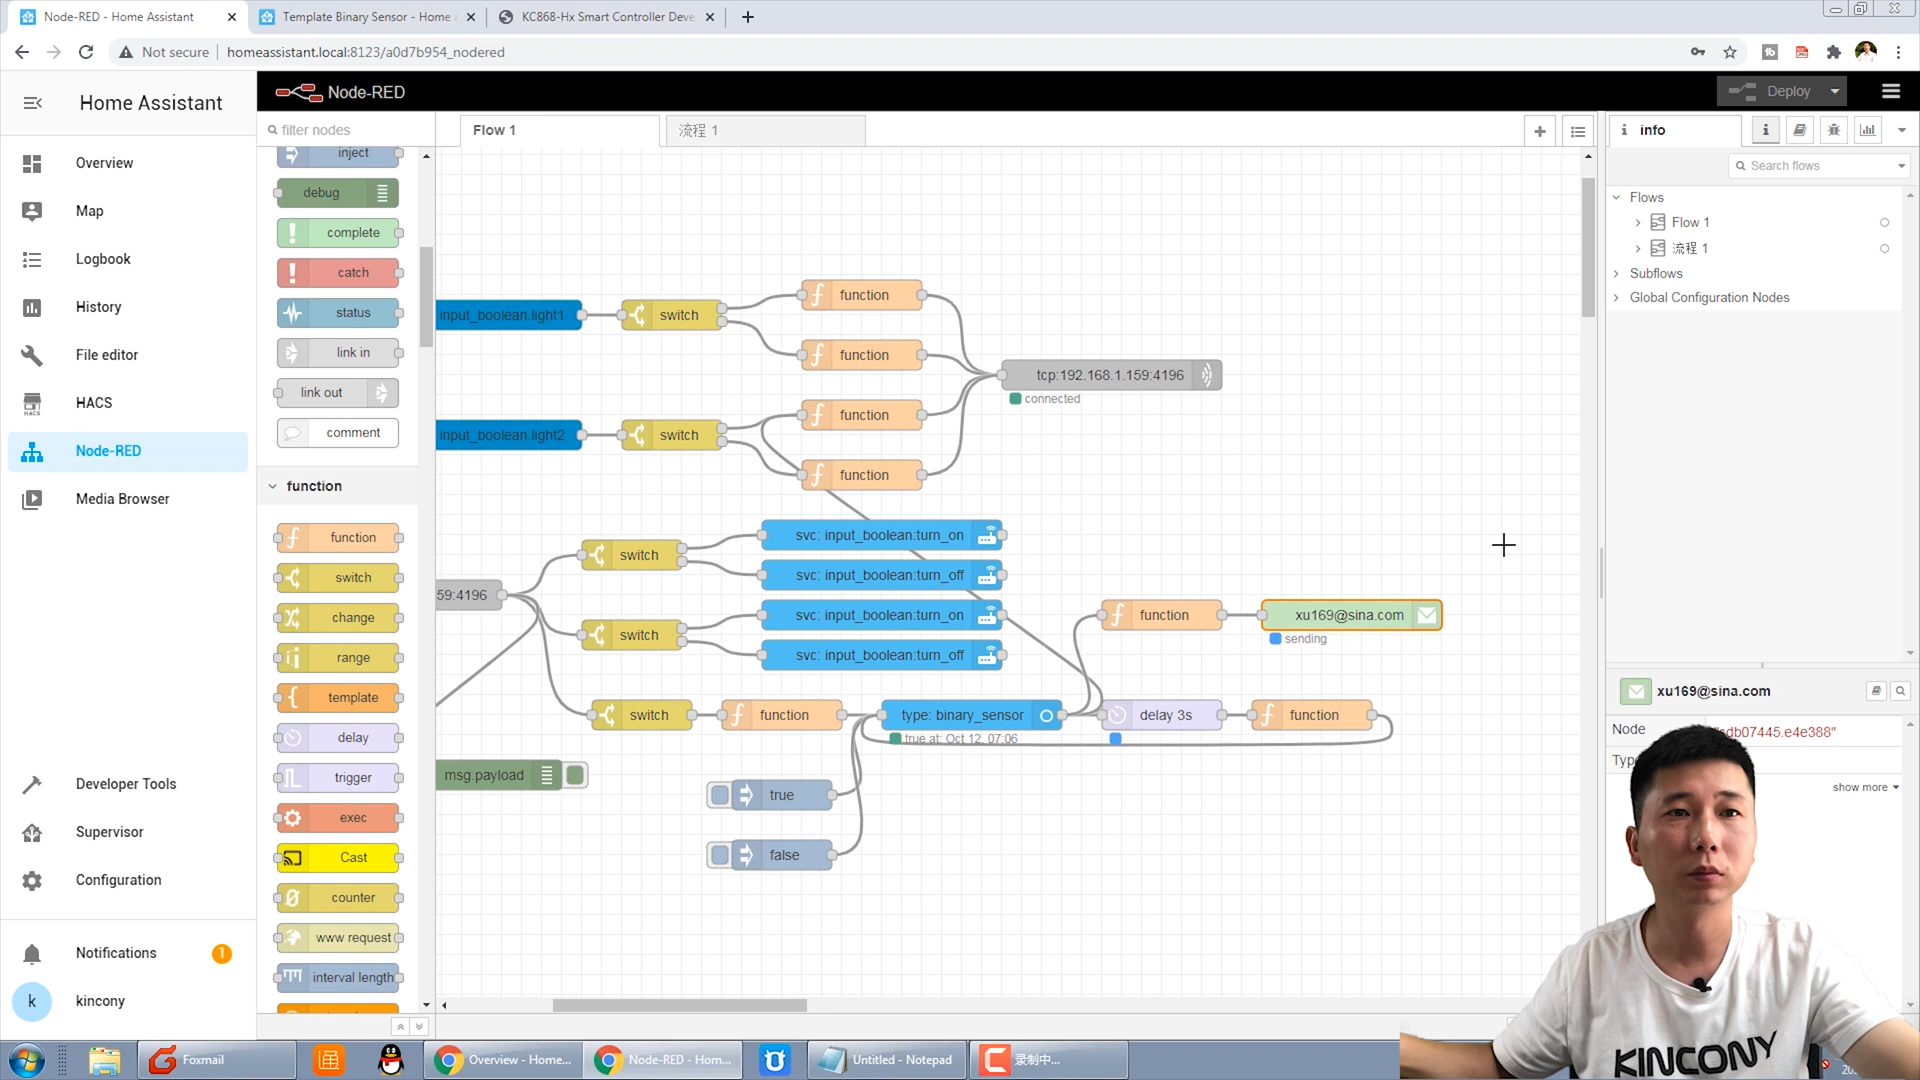 Node-RED - Home Assistant
Template Binary Sensor - Home
KC868-Hx Smart Controller Deve
Not secure
homeassistant.local:8123/a0d7b954_nodered
Home Assistant
Node-RED
Deploy
Overview
Map
Logbook
History
File editor
HACS
Node-RED
Media Browser
Developer Tools
Supervisor
Configuration
Notifications
1
k
kincony
filter nodes
inject
debug
complete
catch
status
link in
link out
comment
function
function
switch
change
range
template
delay
trigger
exec
Cast
counter
www request
interval length
Flow 1
流程 1
input_boolean.light1
switch
function
function
tcp:192.168.1.159:4196
connected
input_boolean.light2
switch
function
function
59:4196
switch
svc: input_boolean:turn_on
svc: input_boolean:turn_off
switch
svc: input_boolean:turn_on
svc: input_boolean:turn_off
function
xu169@sina.com
sending
switch
function
type: binary_sensor
true at: Oct 12, 07:06
delay 3s
function
msg.payload
true
false
i
info
Search flows
Flows
Flow 1
流程 1
Subflows
Global Configuration Nodes
xu169@sina.com
Node
db07445.e4e388"
show more
KINCONY
Foxmail
Overview - Home...
Node-RED - Hom...
Untitled - Notepad
录制中...